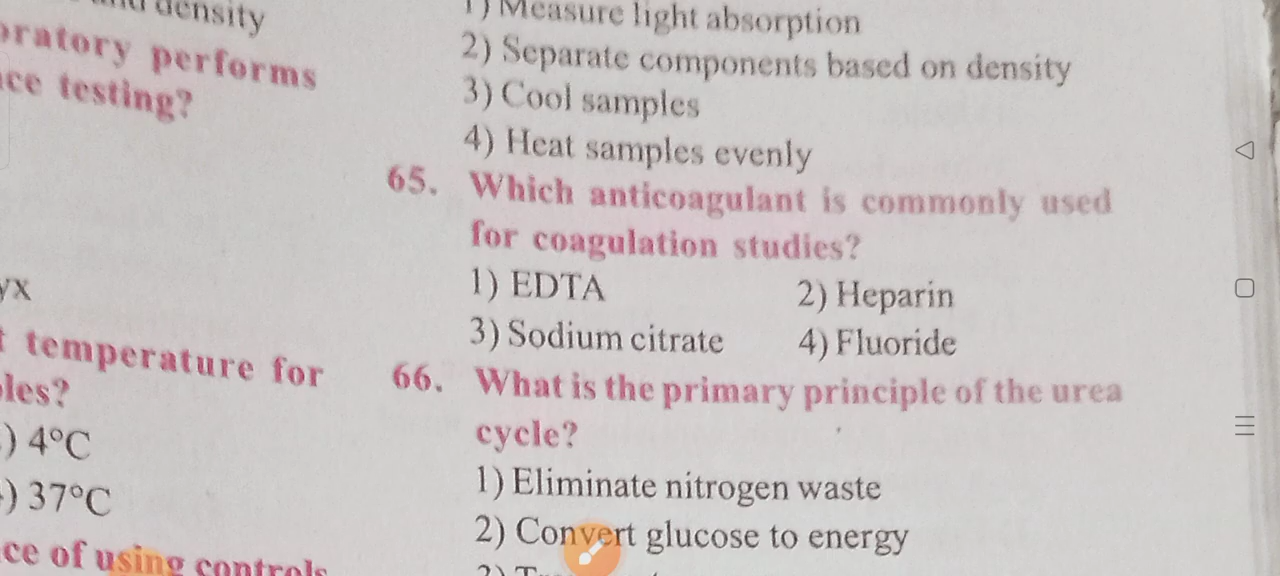 density
performs
testing?
temperature for
4°C
37°C
ce of using controls
1) Measure light absorption
2) Separate components based on density
3) Cool samples
4) Heat samples evenly
65. Which anticoagulant is commonly used
for coagulation studies?
1) EDTA 2) Heparin
3) Sodium citrate 4) Fluoride
66. What is the primary principle of the urea
cycle?
1) Eliminate nitrogen waste
2) Convert glucose to energy